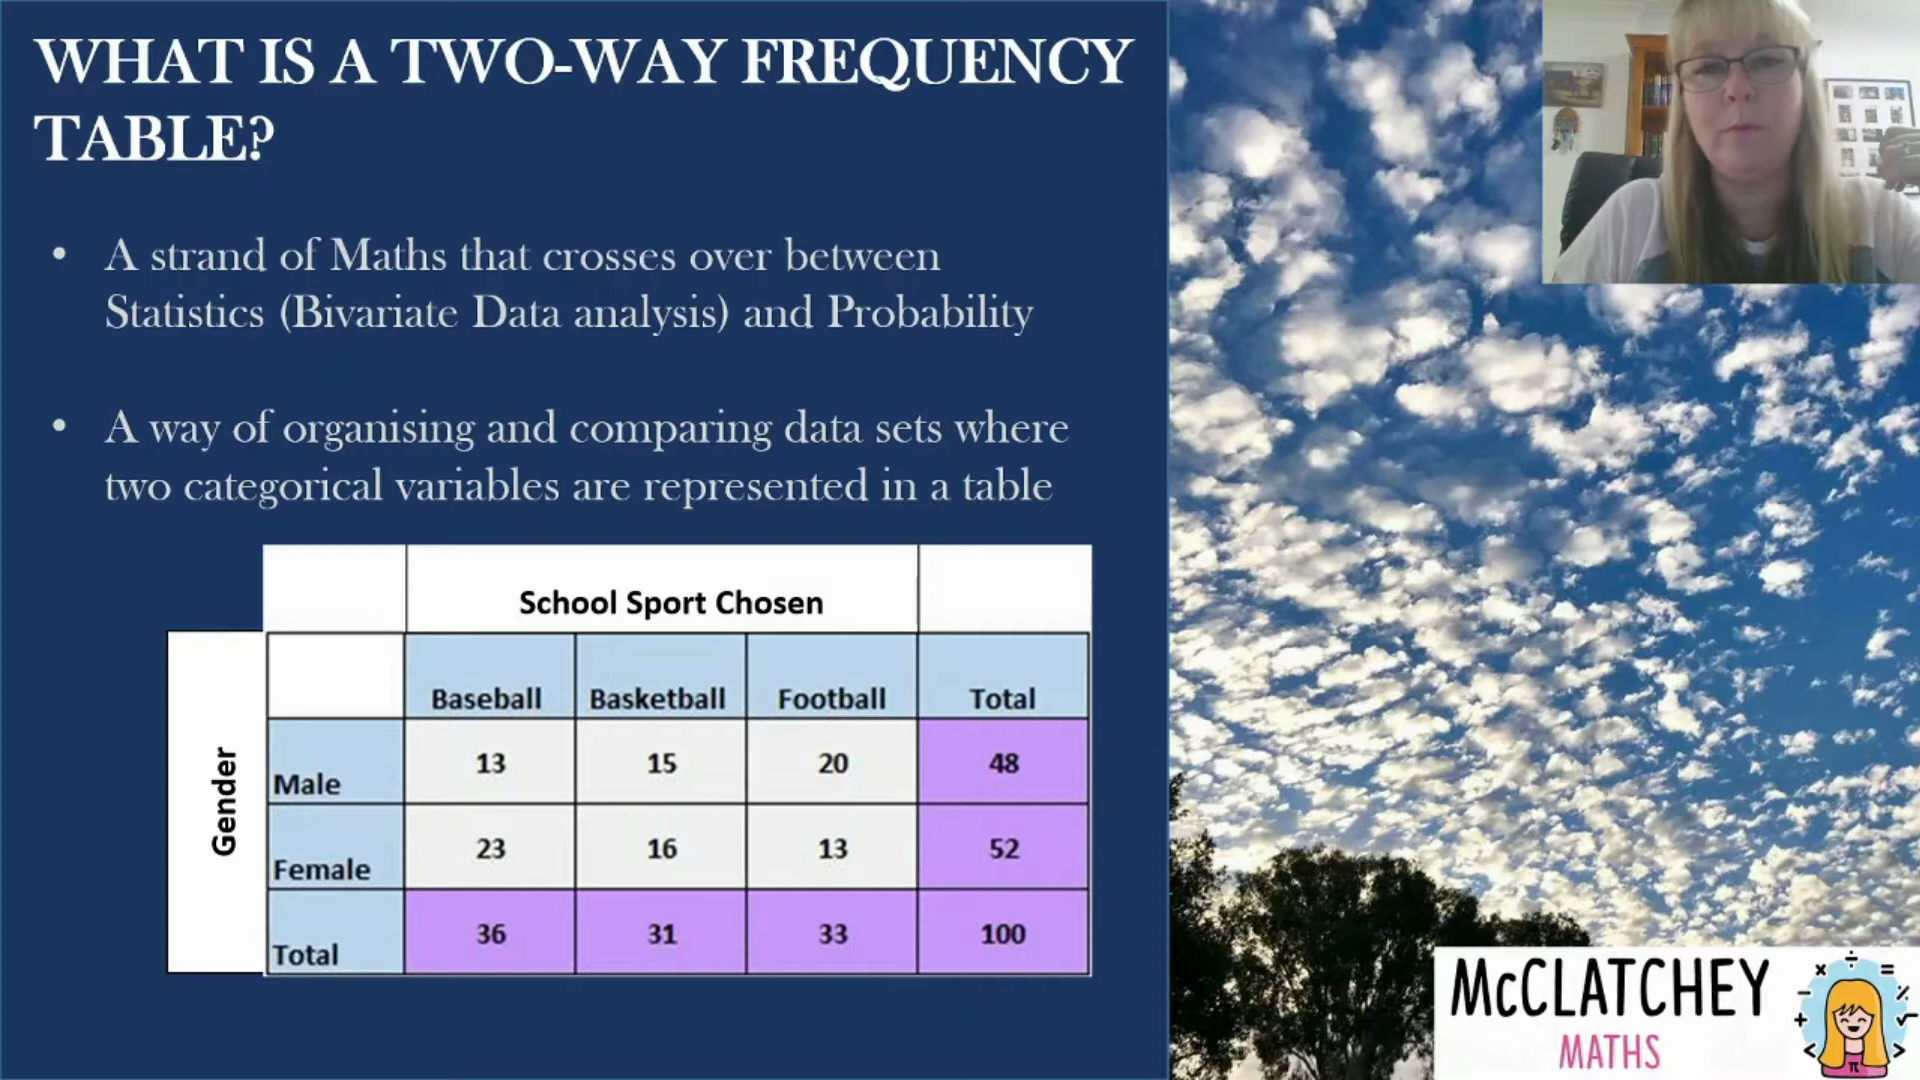 WHAT IS A TWO-WAY FREQUENCY
TABLE?
• A strand of Maths that crosses over between
Statistics (Bivariate Data analysis) and Probability
• A way of organising and comparing data sets where
two categorical variables are represented in a table
School Sport Chosen
Gender
Baseball Basketball Football Total
Male 13 15 20 48
Female 23 16 13 52
Total 36 31 33 100
McCLATCHEY
MATHS